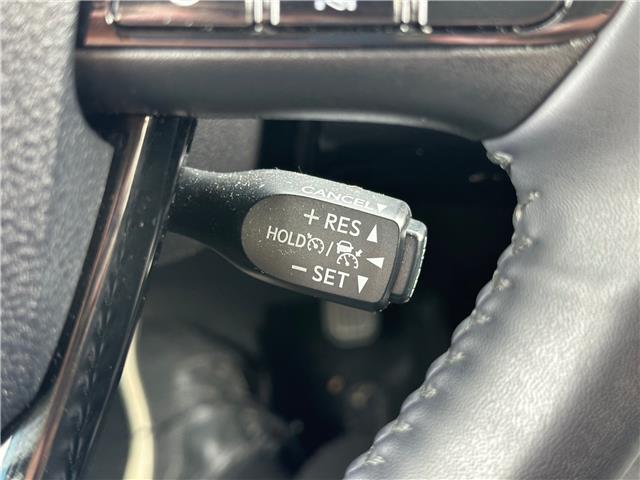 CANCEL▼
+ RES ▲
HOLD / ◀
− SET ▼